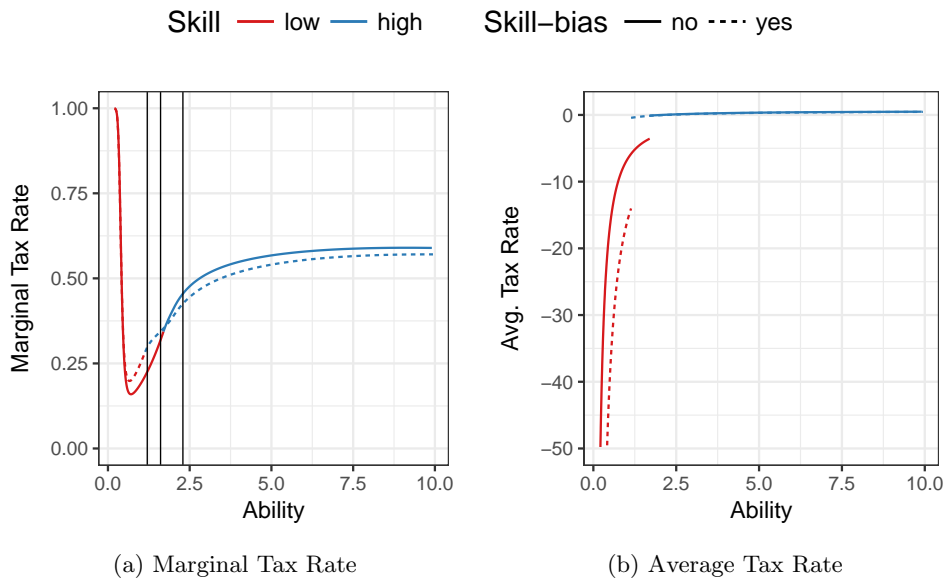 Skill low high Skill−bias no yes
1.00
0.75
0.50
0.25
0.00
Marginal Tax Rate
0.0 2.5 5.0 7.5 10.0
Ability
0
−10
−20
−30
−40
−50
Avg. Tax Rate
0.0 2.5 5.0 7.5 10.0
Ability
(a) Marginal Tax Rate
(b) Average Tax Rate